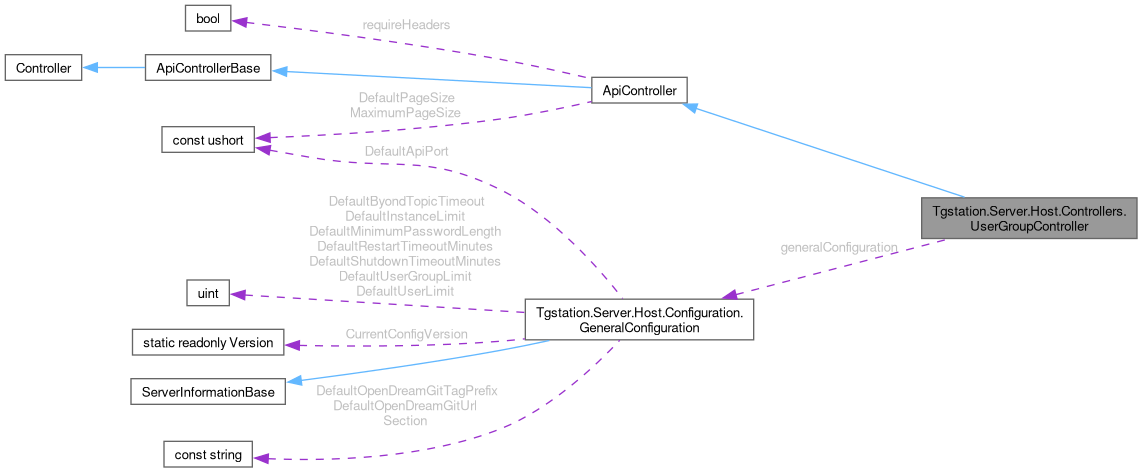 bool
requireHeaders
Controller
ApiControllerBase
ApiController
DefaultPageSize
MaximumPageSize
const ushort
DefaultApiPort
Tgstation.Server.Host.Controllers.
UserGroupController
generalConfiguration
DefaultByondTopicTimeout
DefaultInstanceLimit
DefaultMinimumPasswordLength
DefaultRestartTimeoutMinutes
DefaultShutdownTimeoutMinutes
DefaultUserGroupLimit
DefaultUserLimit
uint
Tgstation.Server.Host.Configuration.
GeneralConfiguration
CurrentConfigVersion
static readonly Version
ServerInformationBase
DefaultOpenDreamGitTagPrefix
DefaultOpenDreamGitUrl
Section
const string